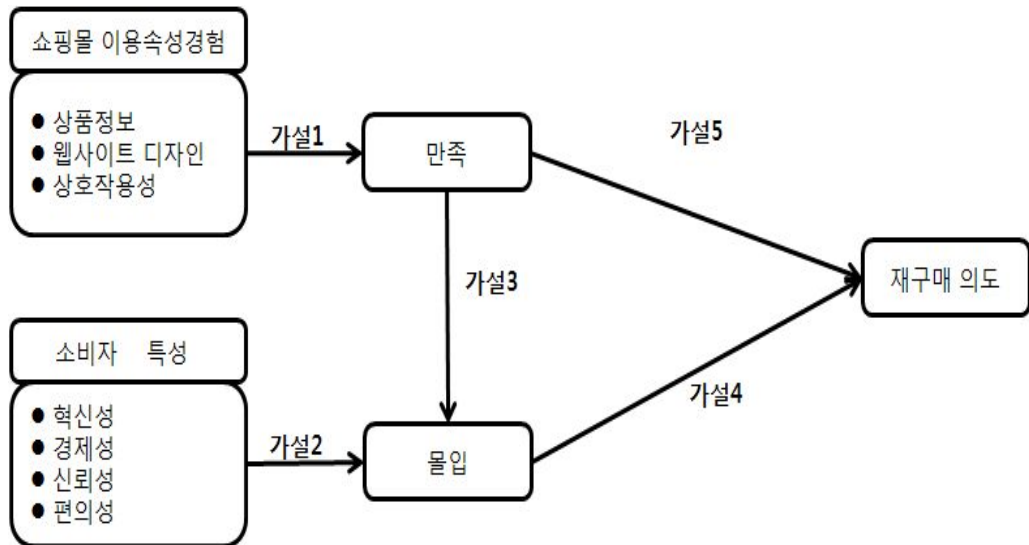 쇼핑몰 이용속성경험
● 상품정보
● 웹사이트 디자인
● 상호작용성
가설1
만족
가설5
가설3
재구매 의도
소비자 특성
● 혁신성
● 경제성
● 신뢰성
● 편의성
가설2
몰입
가설4